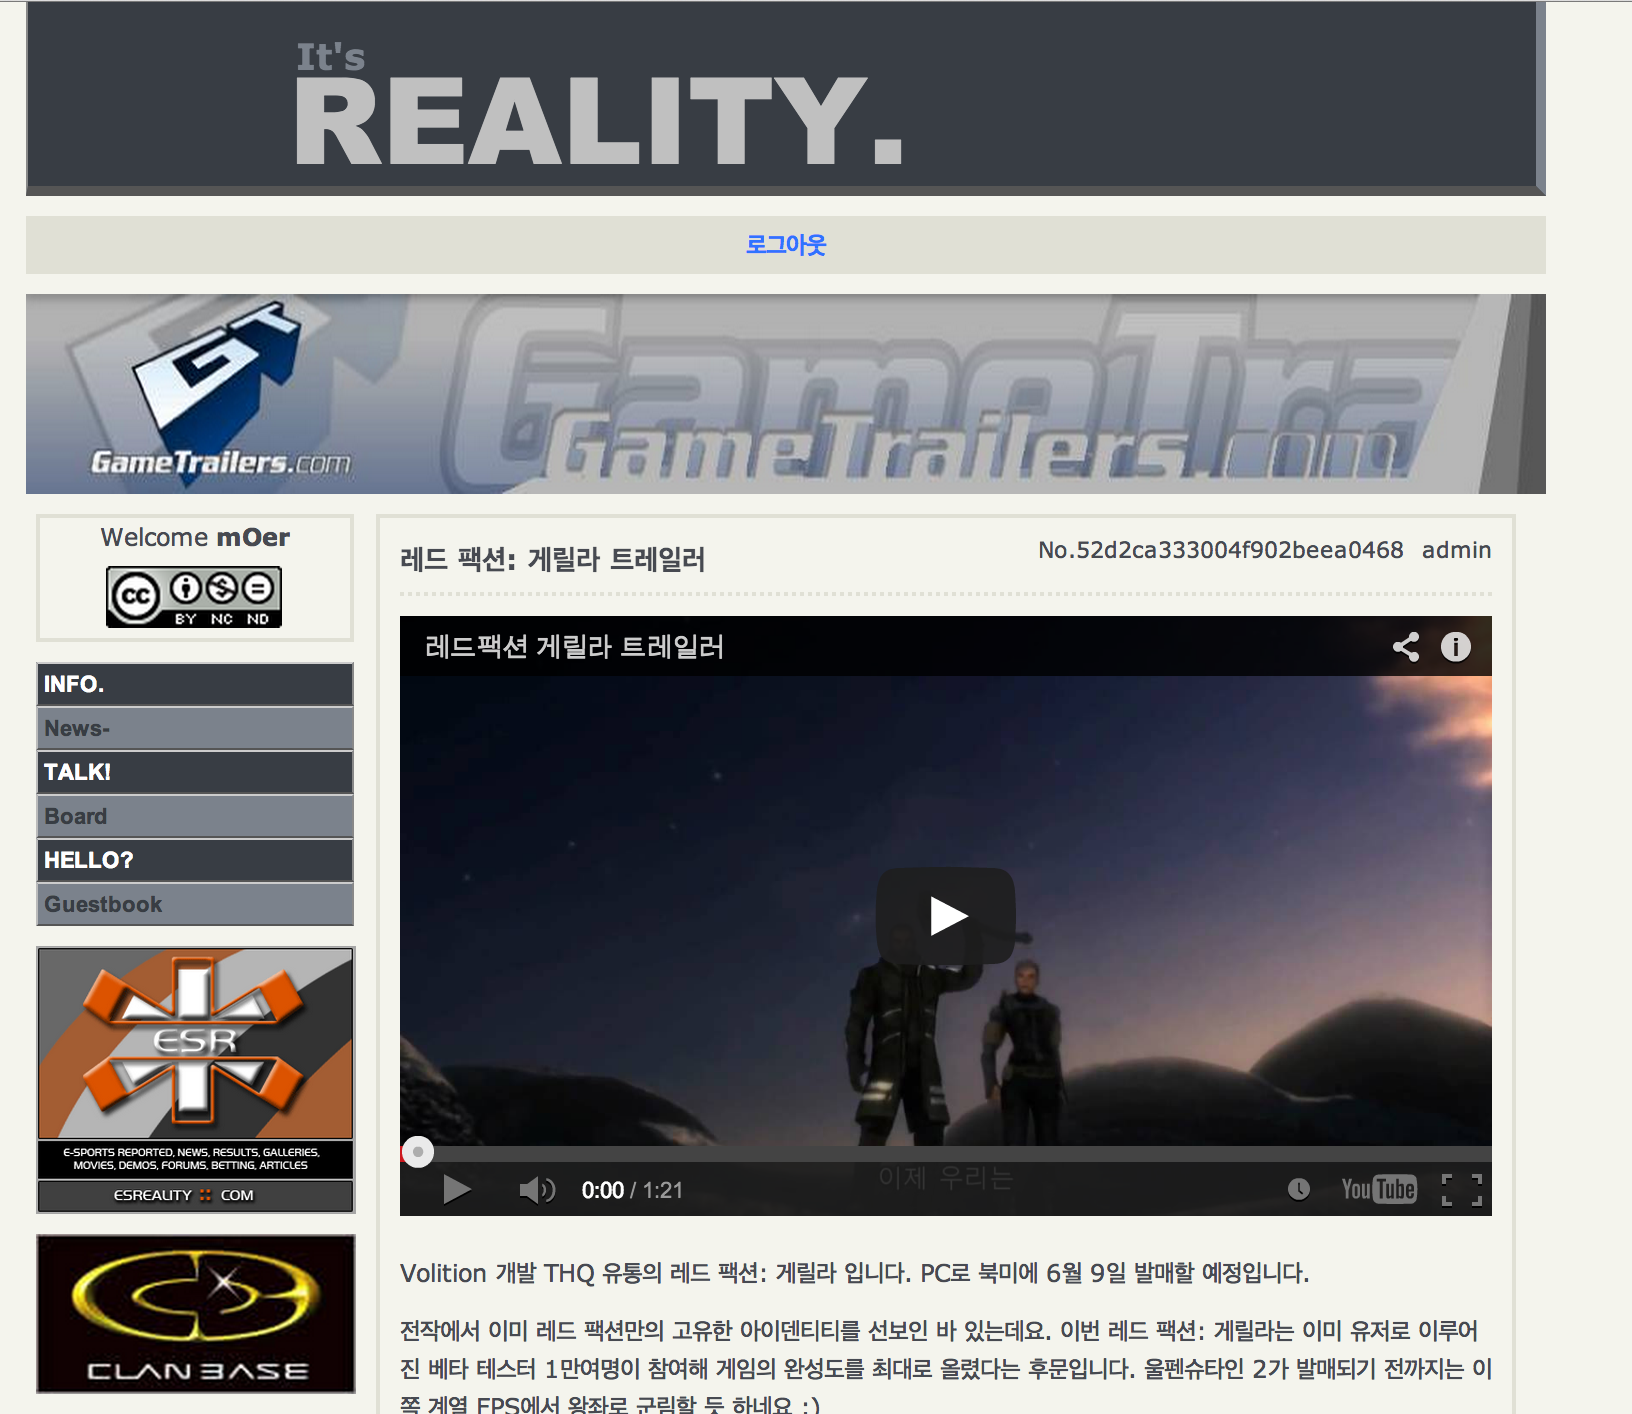 It's
REALITY.
로그아웃
GameTra
GameTrailers.com
GameTrailers.com
Welcome mOer
cc
BY NC ND
INFO.
News-
TALK!
Board
HELLO?
Guestbook
ESR
E-SPORTS REPORTED, NEWS, RESULTS, GALLERIES,
MOVIES, DEMOS, FORUMS, BETTING, ARTICLES
ESREALITY :: COM
CLANBASE
레드 팩션: 게릴라 트레일러
No.52d2ca333004f902beea0468 admin
레드팩션 게릴라 트레일러
이제 우리는
0:00 / 1:21
YouTube
Volition 개발 THQ 유통의 레드 팩션: 게릴라 입니다. PC로 북미에 6월 9일 발매할 예정입니다.
전작에서 이미 레드 팩션만의 고유한 아이덴티티를 선보인 바 있는데요. 이번 레드 팩션: 게릴라는 이미 유저로 이루어
진 베타 테스터 1만여명이 참여해 게임의 완성도를 최대로 올렸다는 후문입니다. 울펜슈타인 2가 발매되기 전까지는 이
쪽 계열 FPS에서 왕좌로 군림할 듯 하네요 :)